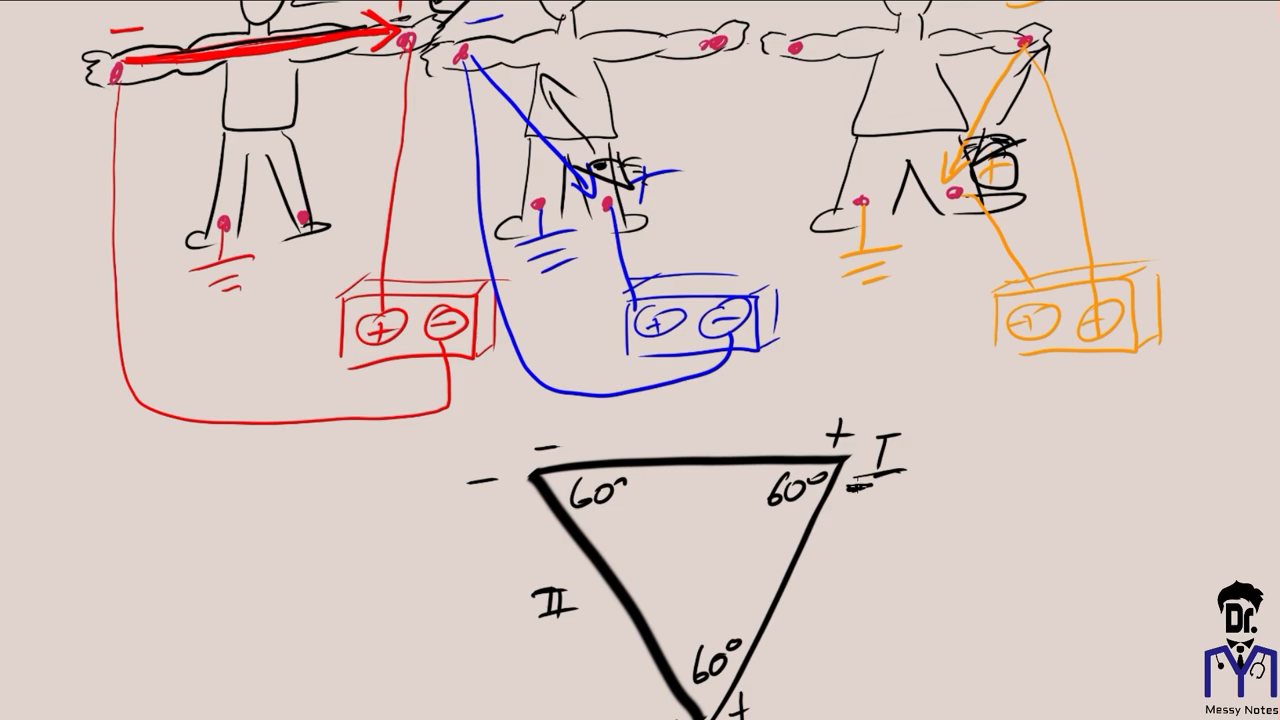 − − +
+
+ − + − + +
− + I
−
60° 60°
II
60°
+
Dr.
Messy Notes